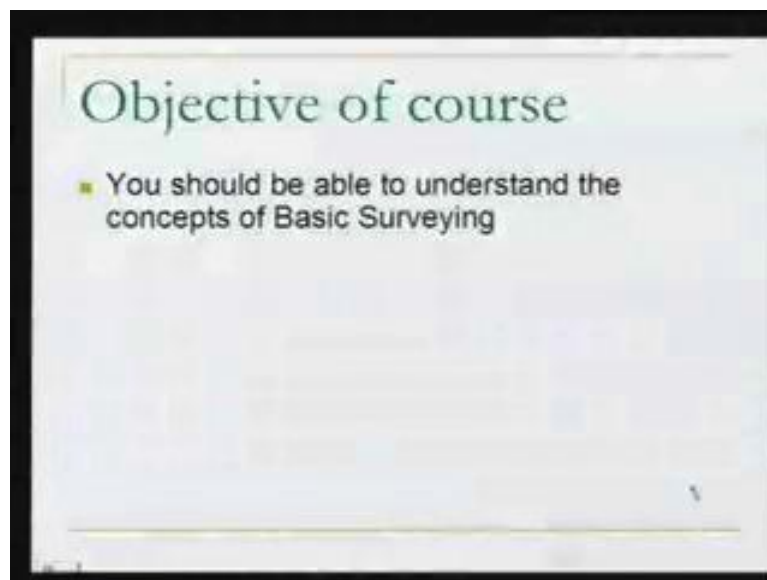 Objective of course
You should be able to understand the
concepts of Basic Surveying